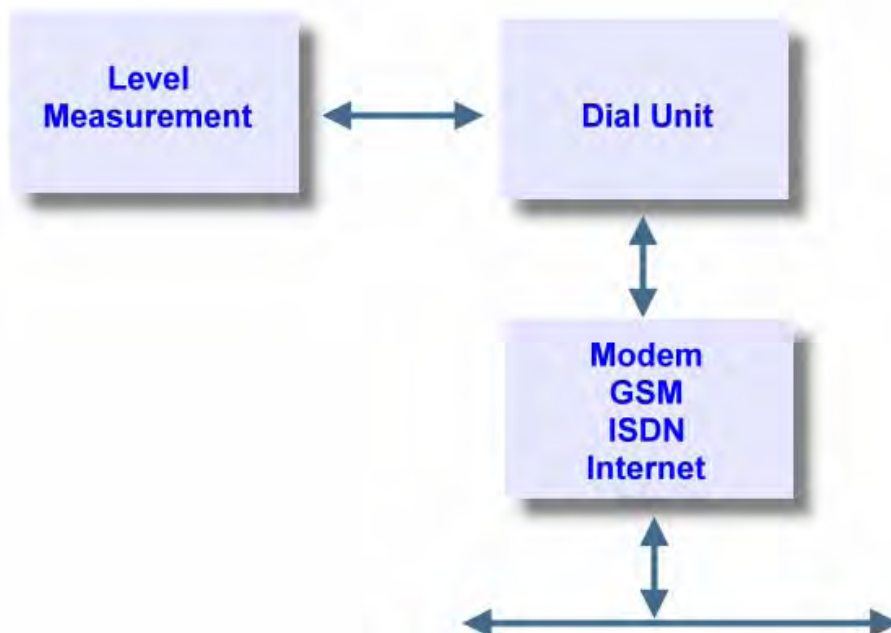 Level
Measurement
Dial Unit
Modem
GSM
ISDN
Internet